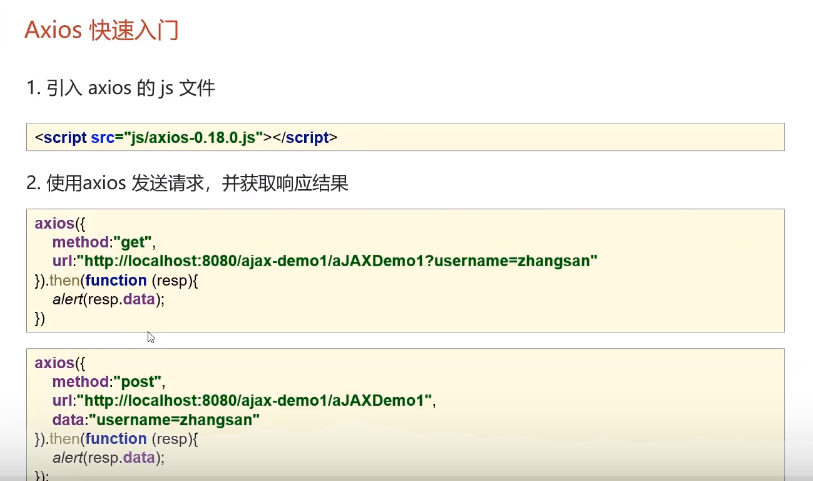 Axios 快速入门
1. 引入 axios 的 js 文件
<script src="js/axios-0.18.0.js"></script>
2. 使用axios 发送请求，并获取响应结果
axios({
method:"get",
url:"http://localhost:8080/ajax-demo1/aJAXDemo1?username=zhangsan"
}).then(function (resp){
alert(resp.data);
})
axios({
method:"post",
url:"http://localhost:8080/ajax-demo1/aJAXDemo1",
data:"username=zhangsan"
}).then(function (resp){
alert(resp.data);
});